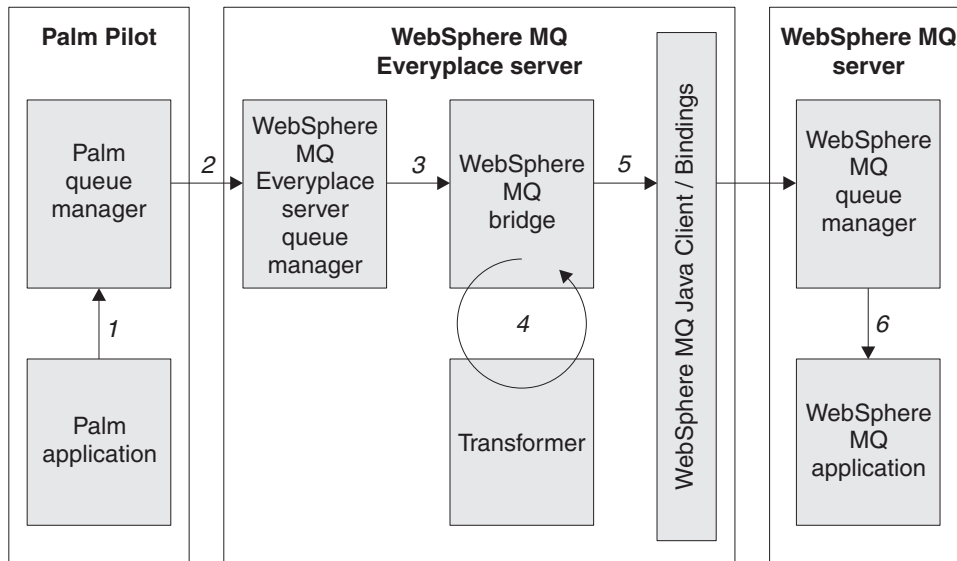 Palm Pilot
WebSphere MQ
Everyplace server
WebSphere MQ
server
Palm
queue
manager
2
WebSphere
MQ
Everyplace
server
queue
manager
3
WebSphere
MQ
bridge
5
WebSphere MQ Java Client / Bindings
WebSphere
MQ
queue
manager
1
4
6
Palm
application
Transformer
WebSphere
MQ
application